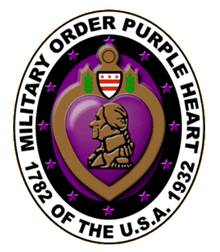 MILITARY ORDER PURPLE HEART
1782 OF THE U.S.A. 1932